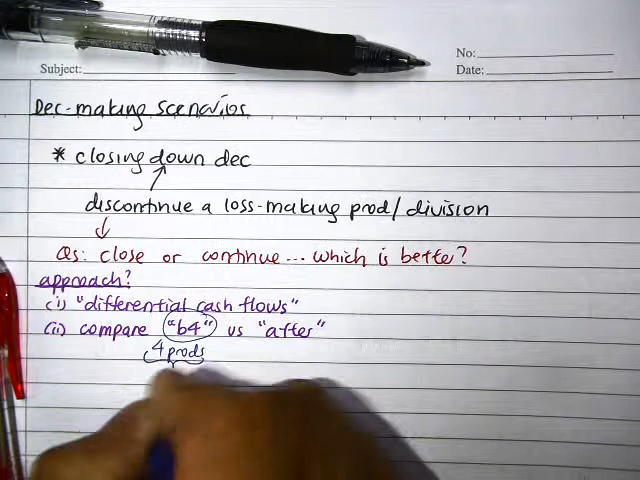 No:
Subject:
Date:
Dec-making scenarios
* closing down dec
discontinue a loss-making prod/division
Qs: close or continue... which is better?
approach?
(i) "differential cash flows"
(ii) compare "b4" vs "after"
4 prods